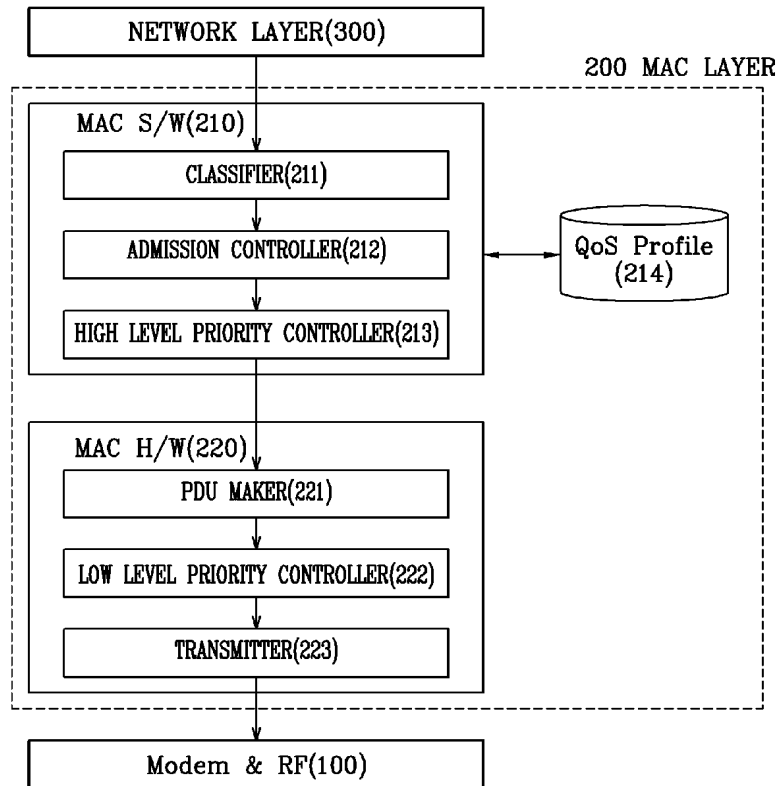 NETWORK LAYER(300)
200 MAC LAYER
MAC S/W(210)
CLASSIFIER(211)
ADMISSION CONTROLLER(212)
HIGH LEVEL PRIORITY CONTROLLER(213)
QoS Profile
(214)
MAC H/W(220)
PDU MAKER(221)
LOW LEVEL PRIORITY CONTROLLER(222)
TRANSMITTER(223)
Modem & RF(100)